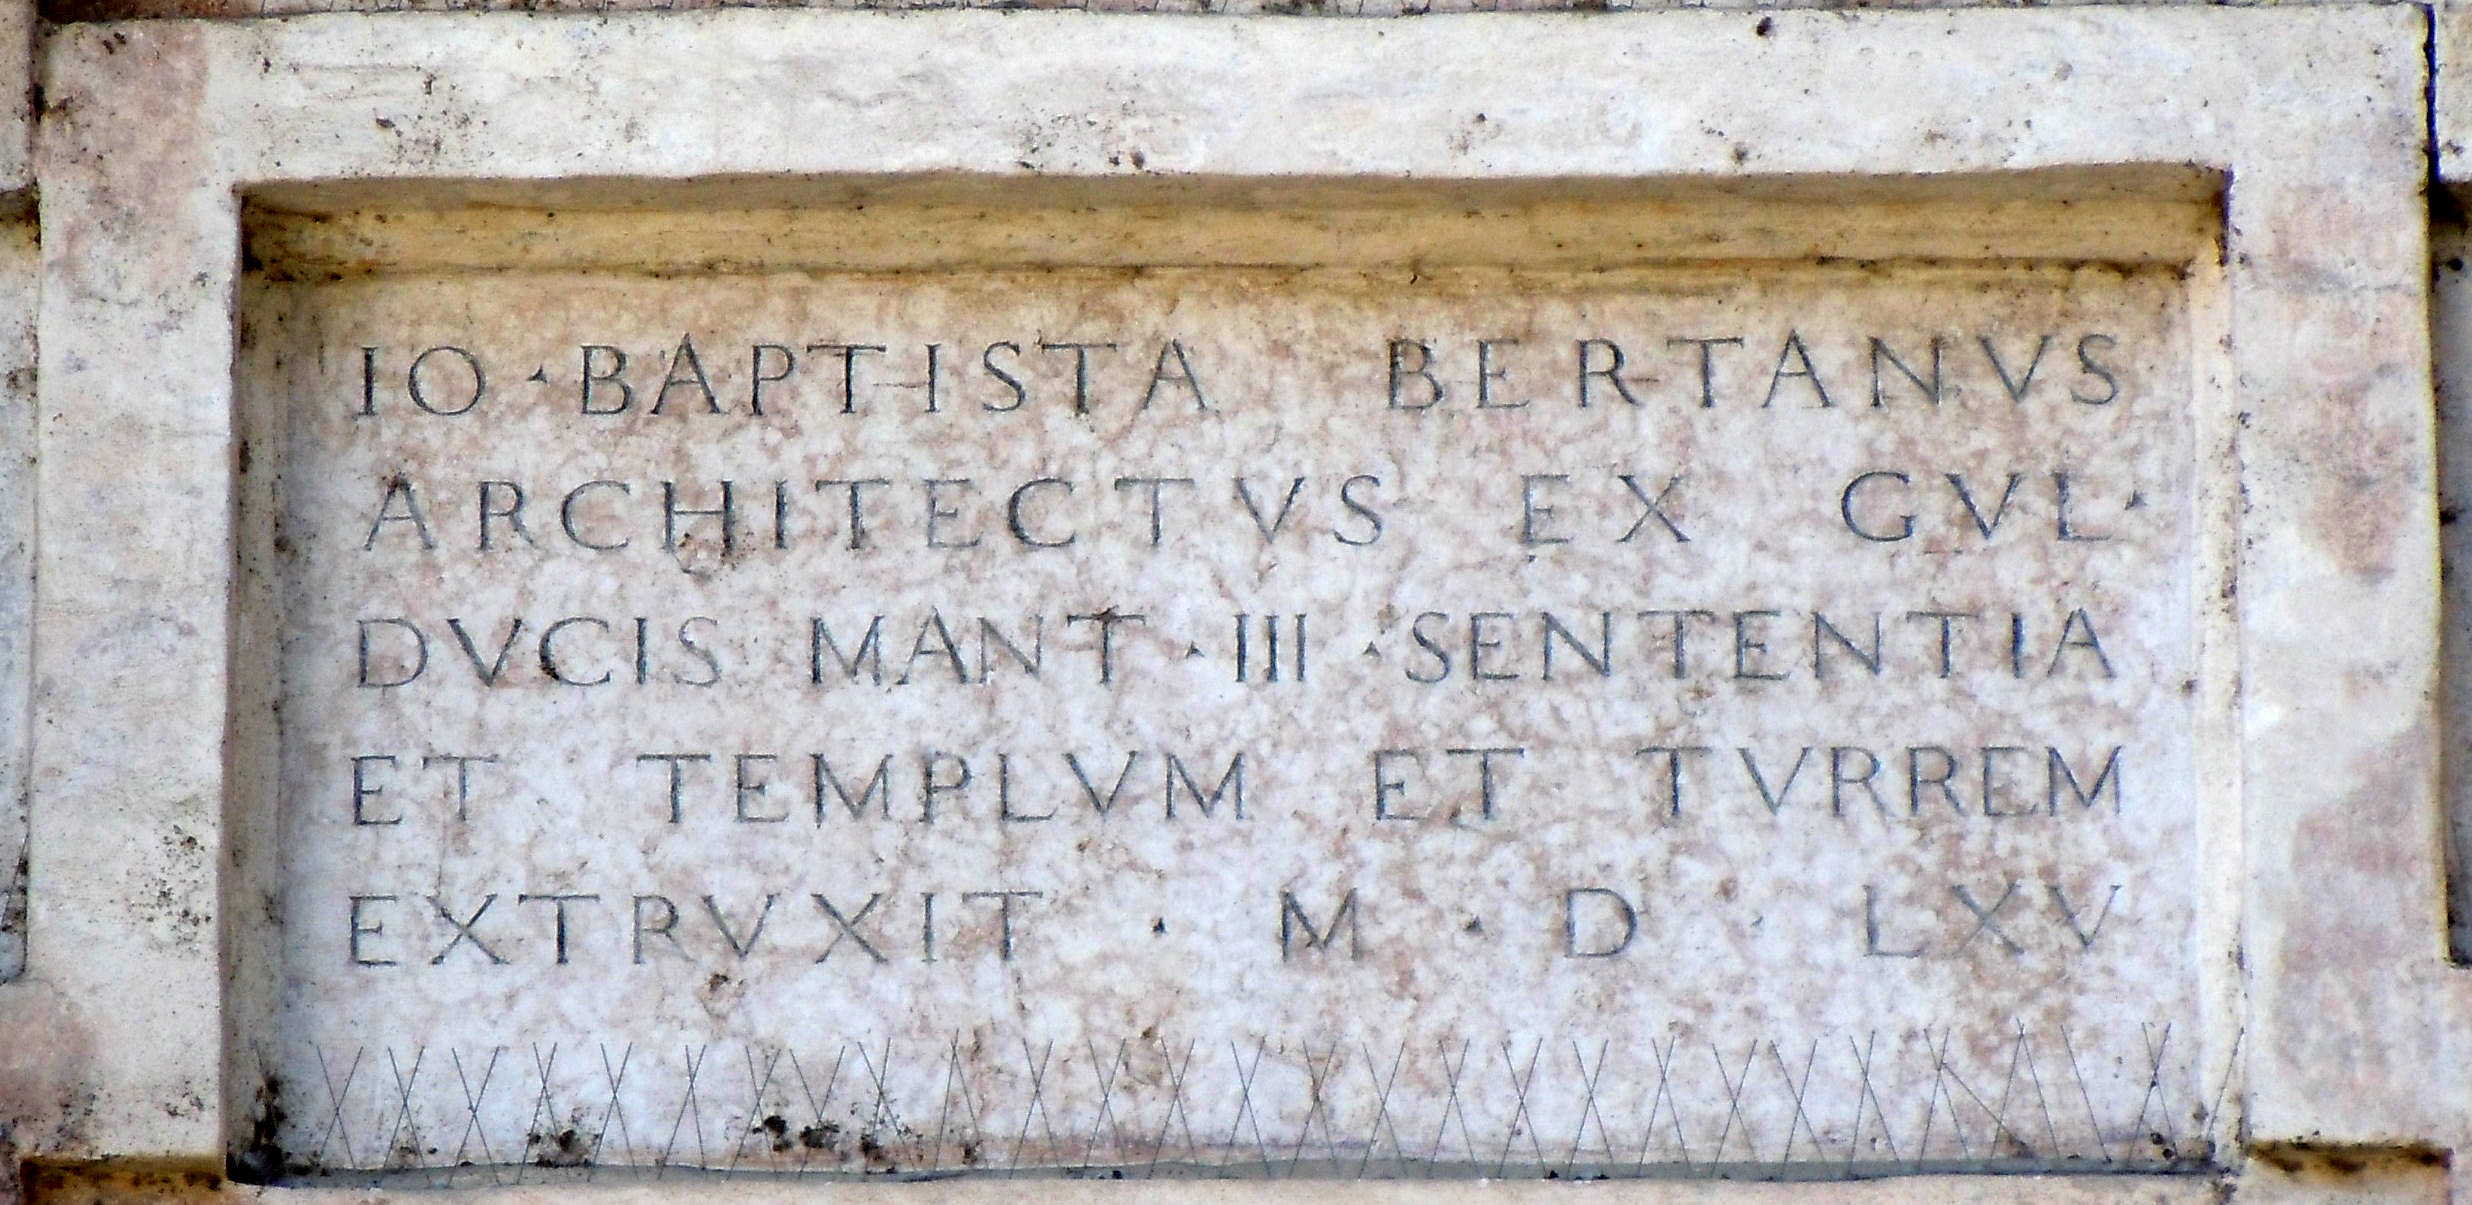 IO · BAPTISTA BERTANVS
ARCHITECTVS EX GVL ·
DVCIS MANT · III · SENTENTIA
ET TEMPLVM ET TVRREM
EXTRVXIT · M · D · LXV